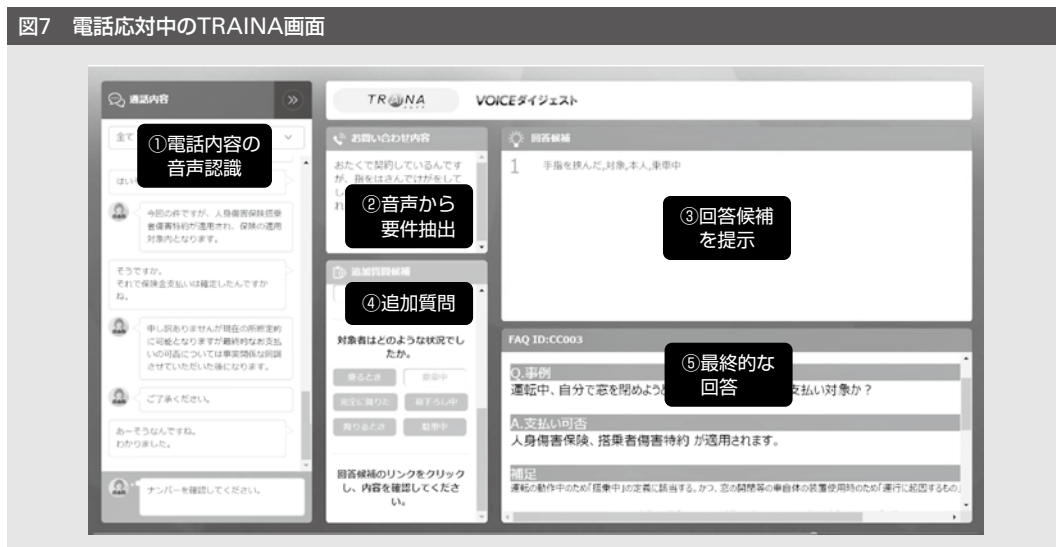 図7 電話応対中のTRAINA画面
通話内容
全て
①電話内容の
音声認識
はい
今回の件ですが、人身傷害保険搭乗
者傷害特約が適用され、保険の適用
対象内となります。
そうですか。
それで保険金支払いは確定したんですか
ね。
申し訳ありませんが現在の所
に可能となりますが最終的なお支払
いの可否については事実関係な
させていただいた後になります。
ご了承ください。
あーそうなんですね。
わかりました。
ナンバーを確認してください。
TRAINA
VOICEダイジェスト
お問い合わせ内容
おたくで契約しているんです
が、指をはさんでけがをして
し
れ
②音声から
要件抽出
追加質問候補
④追加質問
対象者はどのような状況でし
たか。
乗るとき 乗車中
完全に降りた 荷下ろし中
降りるとき 駐車中
回答候補のリンクをクリック
し、内容を確認してくださ
い。
回答候補
1 手指を挟んだ,対象,本人,乗車中
③回答候補
を提示
FAQ ID:CC003
⑤最終的な
回答
Q.事例
運転中、自分で窓を閉めよう 支払い対象か？
A.支払い可否
人身傷害保険、搭乗者傷害特約 が適用されます。
補足
運転の動作中のため「搭乗中」の定義に該当する。かつ、窓の開閉等の車自体の装置使用時のため「運行に起因するもの」